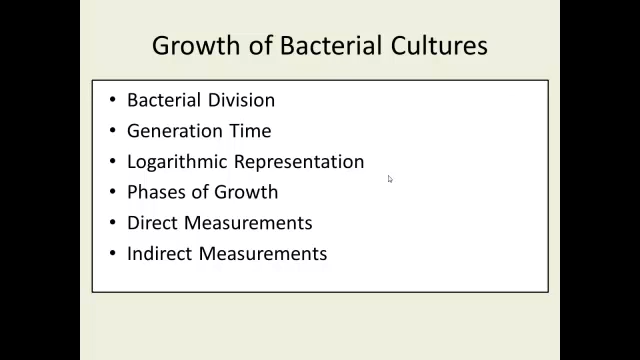 Growth of Bacterial Cultures
• Bacterial Division
• Generation Time
• Logarithmic Representation
• Phases of Growth
• Direct Measurements
• Indirect Measurements